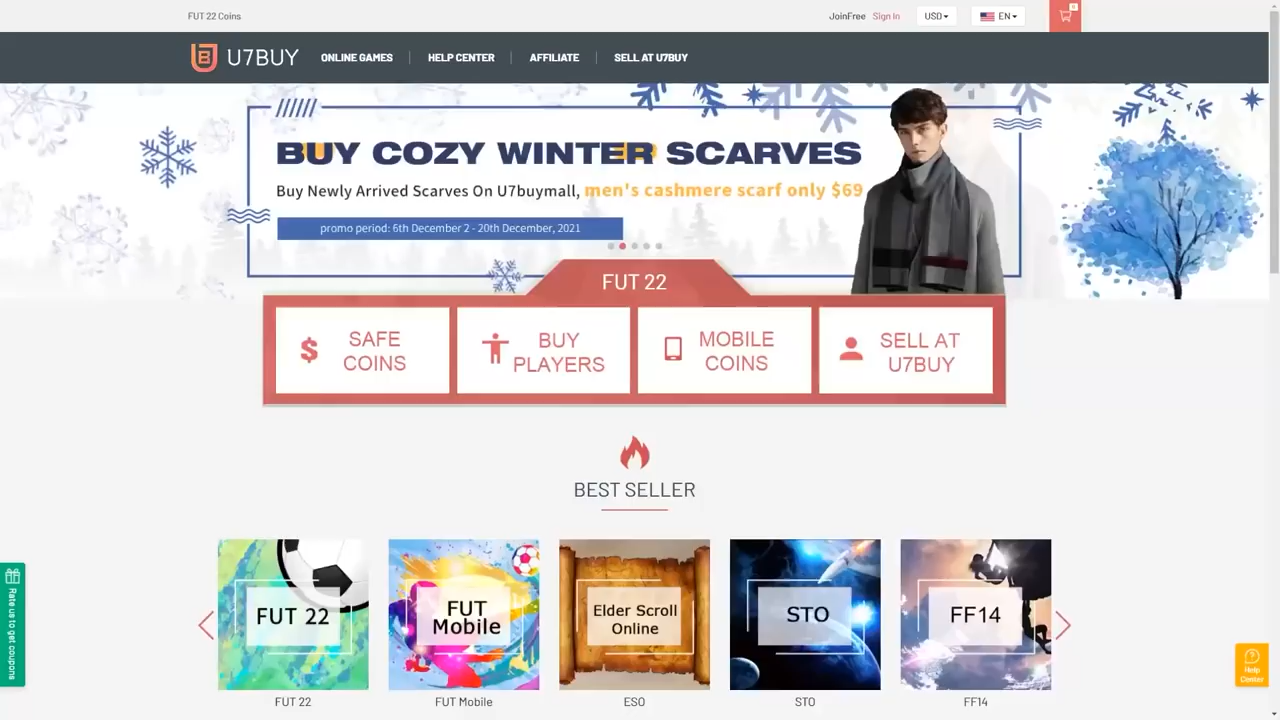 FUT 22 Coins
JoinFree Sign In USD EN 0
U7BUY ONLINE GAMES HELP CENTER AFFILIATE SELL AT U7BUY
BUY COZY WINTER SCARVES
Buy Newly Arrived Scarves On U7buymall, men's cashmere scarf only $69
promo period: 6th December 2 - 20th December, 2021
FUT 22
SAFE
COINS
BUY
PLAYERS
MOBILE
COINS
SELL AT
U7BUY
BEST SELLER
FUT 22
FUT
Mobile
Elder Scroll
Online
STO
FF14
FUT 22
FUT Mobile
ESO
STO
FF14
Rate us to get coupons
Help
Center